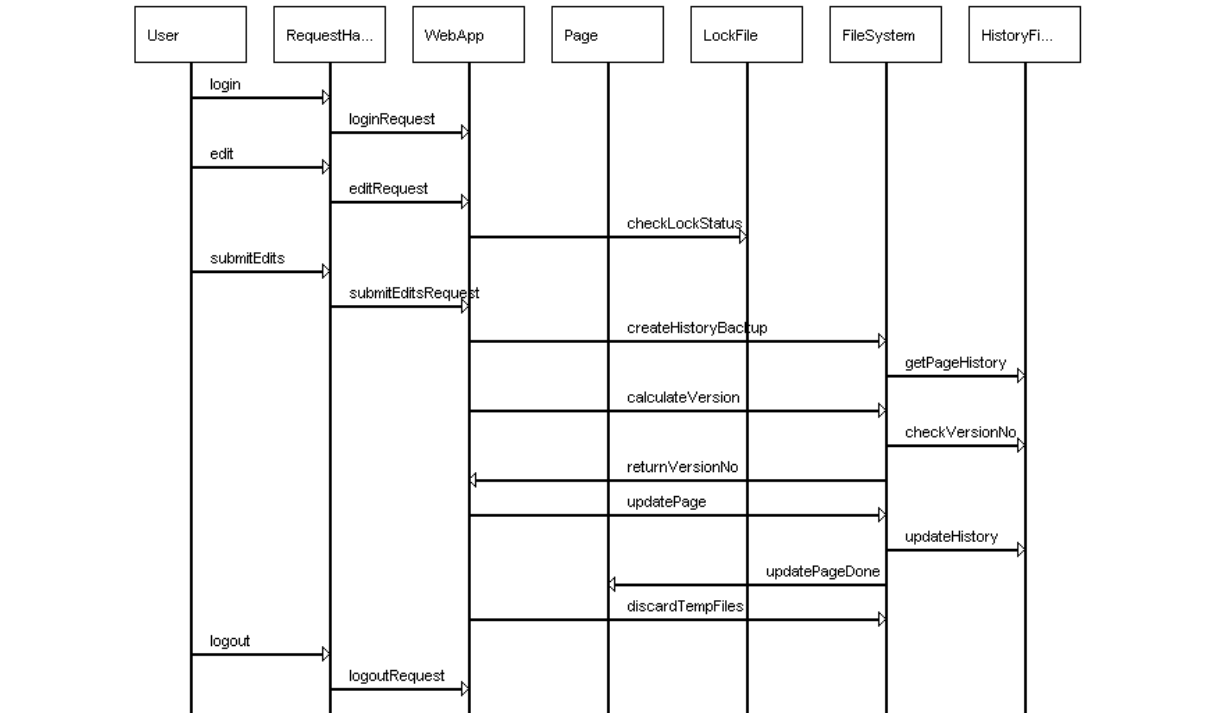 User
RequestHa...
WebApp
Page
LockFile
FileSystem
HistoryFi...
login
loginRequest
edit
editRequest
checkLockStatus
submitEdits
submitEditsRequest
createHistoryBackup
getPageHistory
calculateVersion
checkVersionNo
returnVersionNo
updatePage
updateHistory
updatePageDone
discardTempFiles
logout
logoutRequest